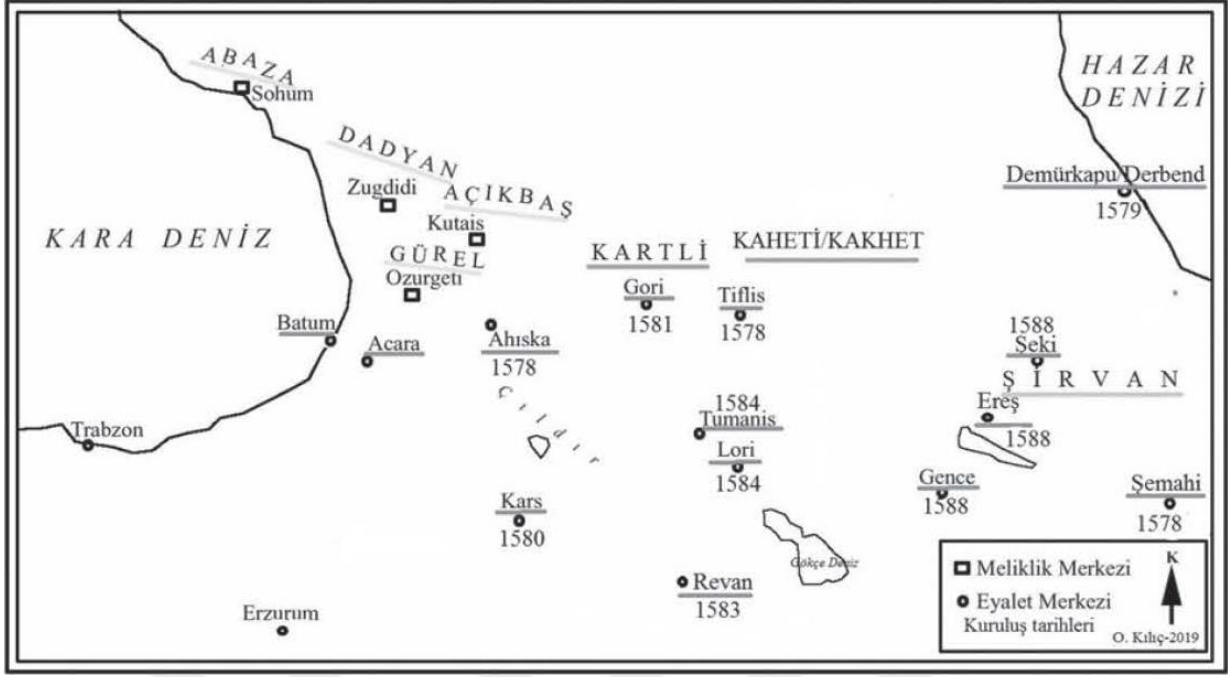 ABAZA
Sohum
HAZAR
DENİZİ
DADYAN
Zugdidi
AÇIKBAŞ
Kutais
Demürkapu/Derbend
1579
KARA DENİZ
GÜREL
Ozurgeti
KARTLİ
KAHETİ/KAKHET
Gori
1581
Tiflis
1578
Batum
Acara
Ahıska
1578
1588
Şeki
ŞİRVAN
Çıldır
Ereş
1588
Trabzon
1584
Tumanis
Lori
1584
Gence
1588
Şemahi
1578
Kars
1580
Gökçe Deniz
Revan
1583
Erzurum
Meliklik Merkezi
Eyalet Merkezi
Kuruluş tarihleri
K
O. Kılıç-2019